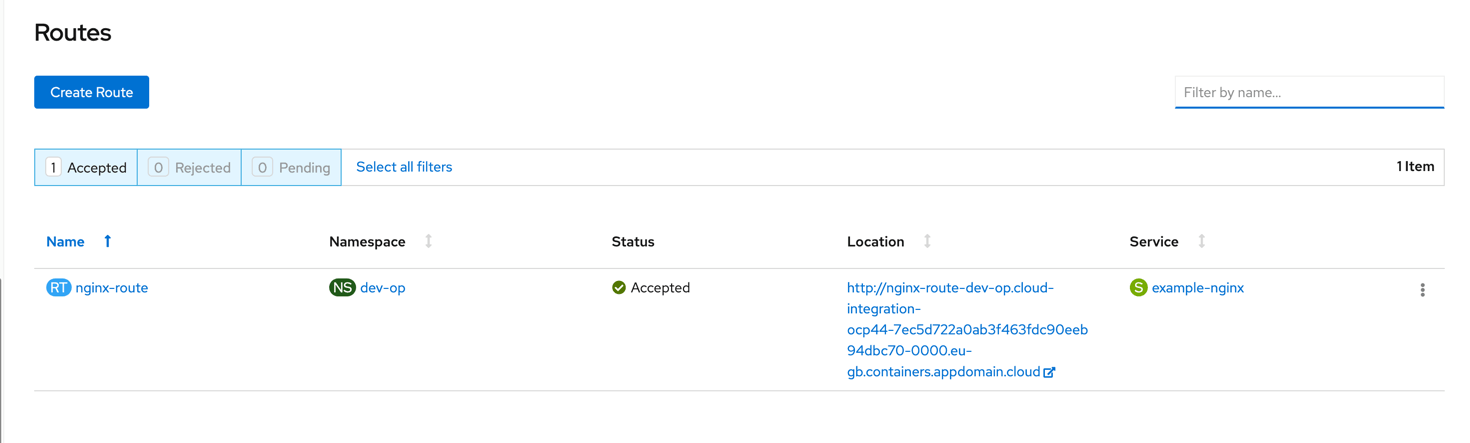 Routes
Create Route
Filter by name...
1 Accepted 0 Rejected 0 Pending Select all filters 1 Item
Name Namespace Status Location Service
RT nginx-route NS dev-op Accepted http://nginx-route-dev-op.cloud- S example-nginx
integration-
ocp44-7ec5d722a0ab3f463fdc90eeb
94dbc70-0000.eu-
gb.containers.appdomain.cloud